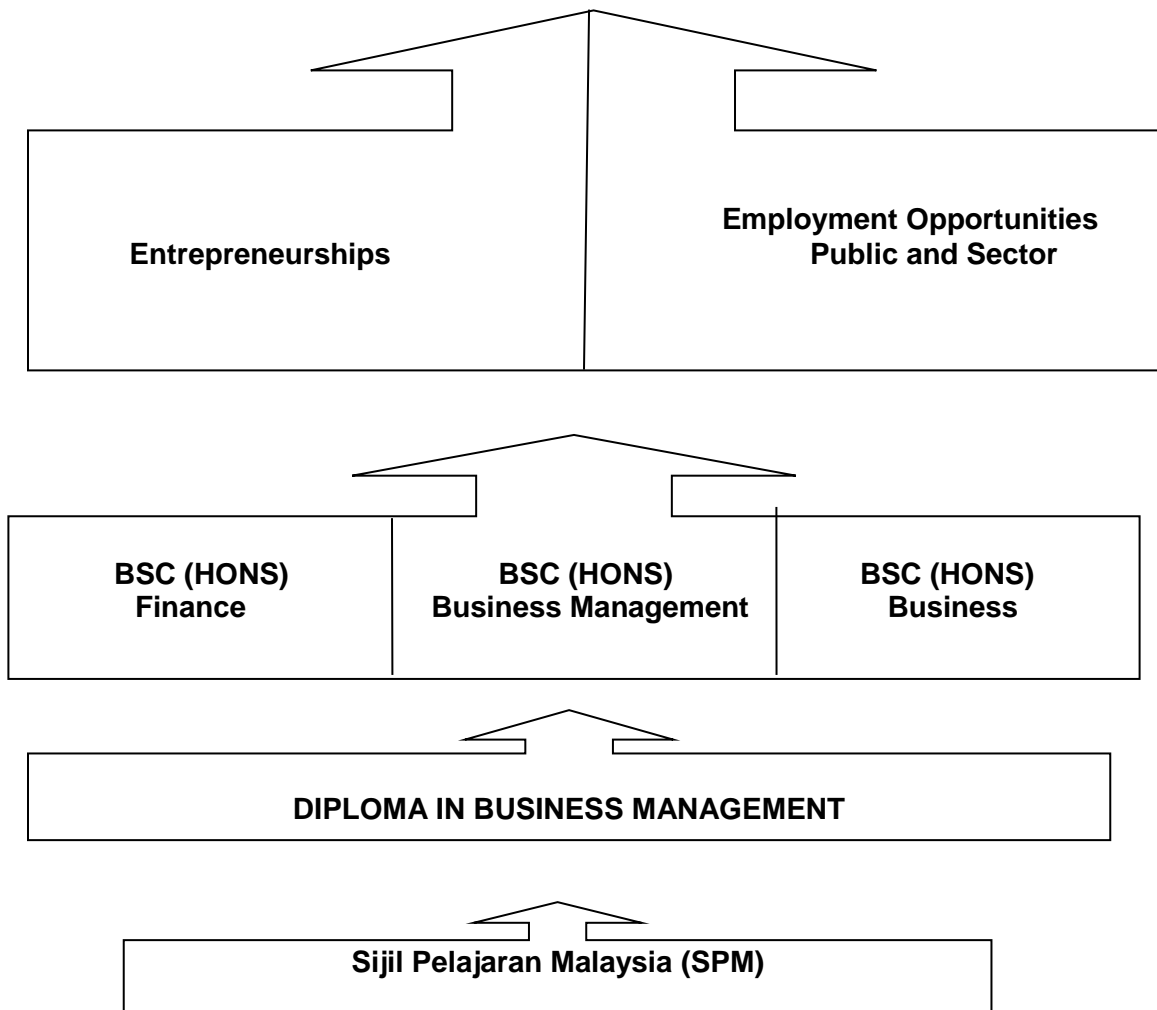 Entrepreneurships
Employment Opportunities
Public and Sector
BSC (HONS)
Finance
BSC (HONS)
Business Management
BSC (HONS)
Business
DIPLOMA IN BUSINESS MANAGEMENT
Sijil Pelajaran Malaysia (SPM)